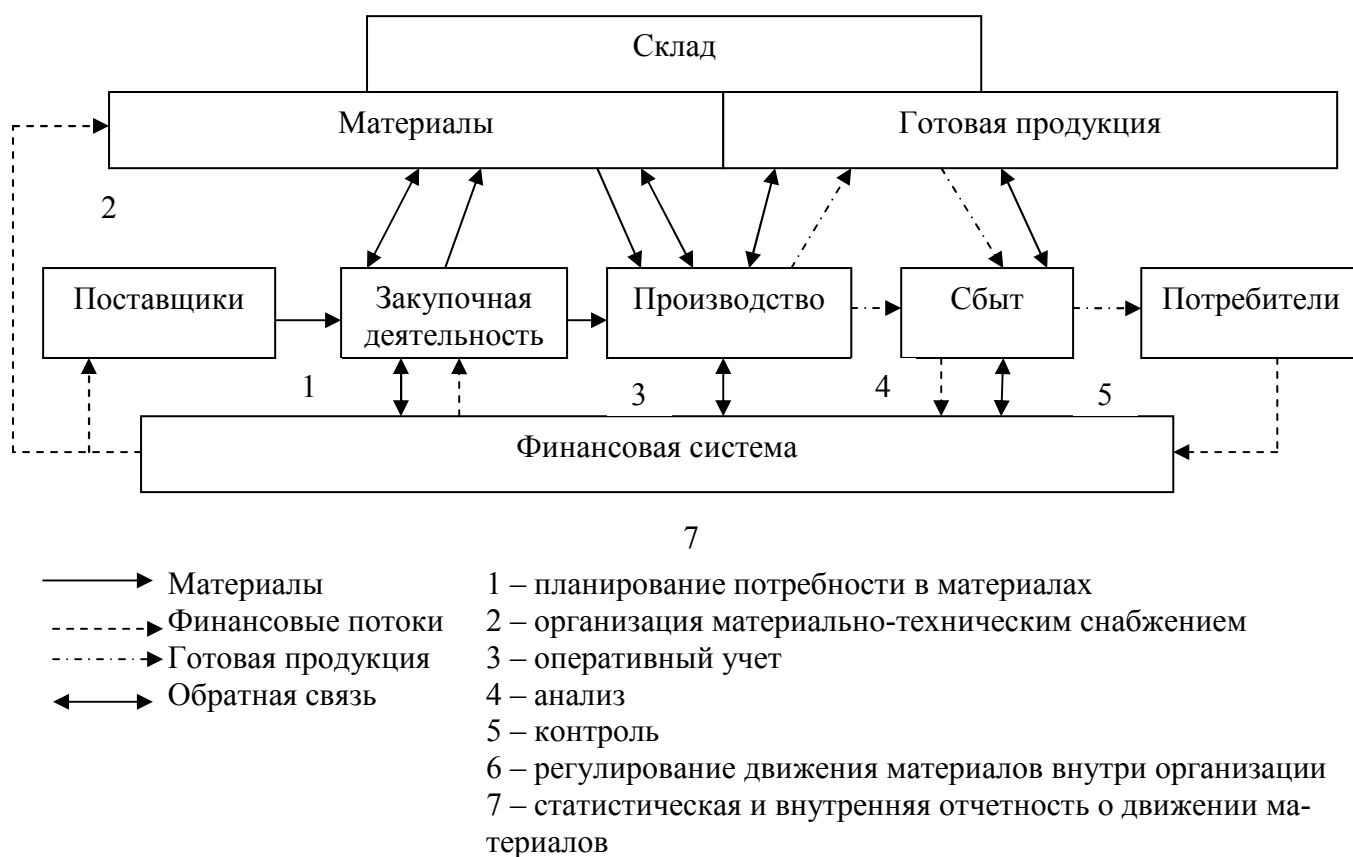 Склад
Материалы
Готовая продукция
2
Поставщики
Закупочная
деятельность
Производство
Сбыт
Потребители
1
3
4
5
Финансовая система
7
Материалы
Финансовые потоки
Готовая продукция
Обратная связь
1 – планирование потребности в материалах
2 – организация материально-техническим снабжением
3 – оперативный учет
4 – анализ
5 – контроль
6 – регулирование движения материалов внутри организации
7 – статистическая и внутренняя отчетность о движении ма-
териалов